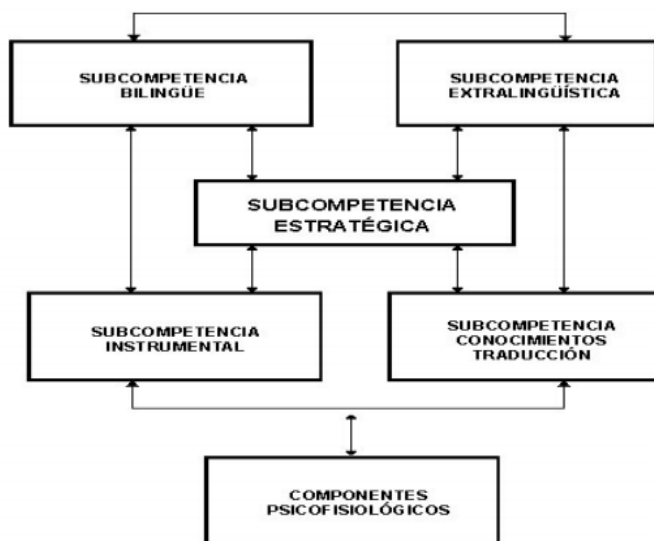 SUBCOMPETENCIA
BILINGÜE
SUBCOMPETENCIA
EXTRALINGÜÍSTICA
SUBCOMPETENCIA
ESTRATÉGICA
SUBCOMPETENCIA
INSTRUMENTAL
SUBCOMPETENCIA
CONOCIMIENTOS
TRADUCCIÓN
COMPONENTES
PSICOFISIOLÓGICOS